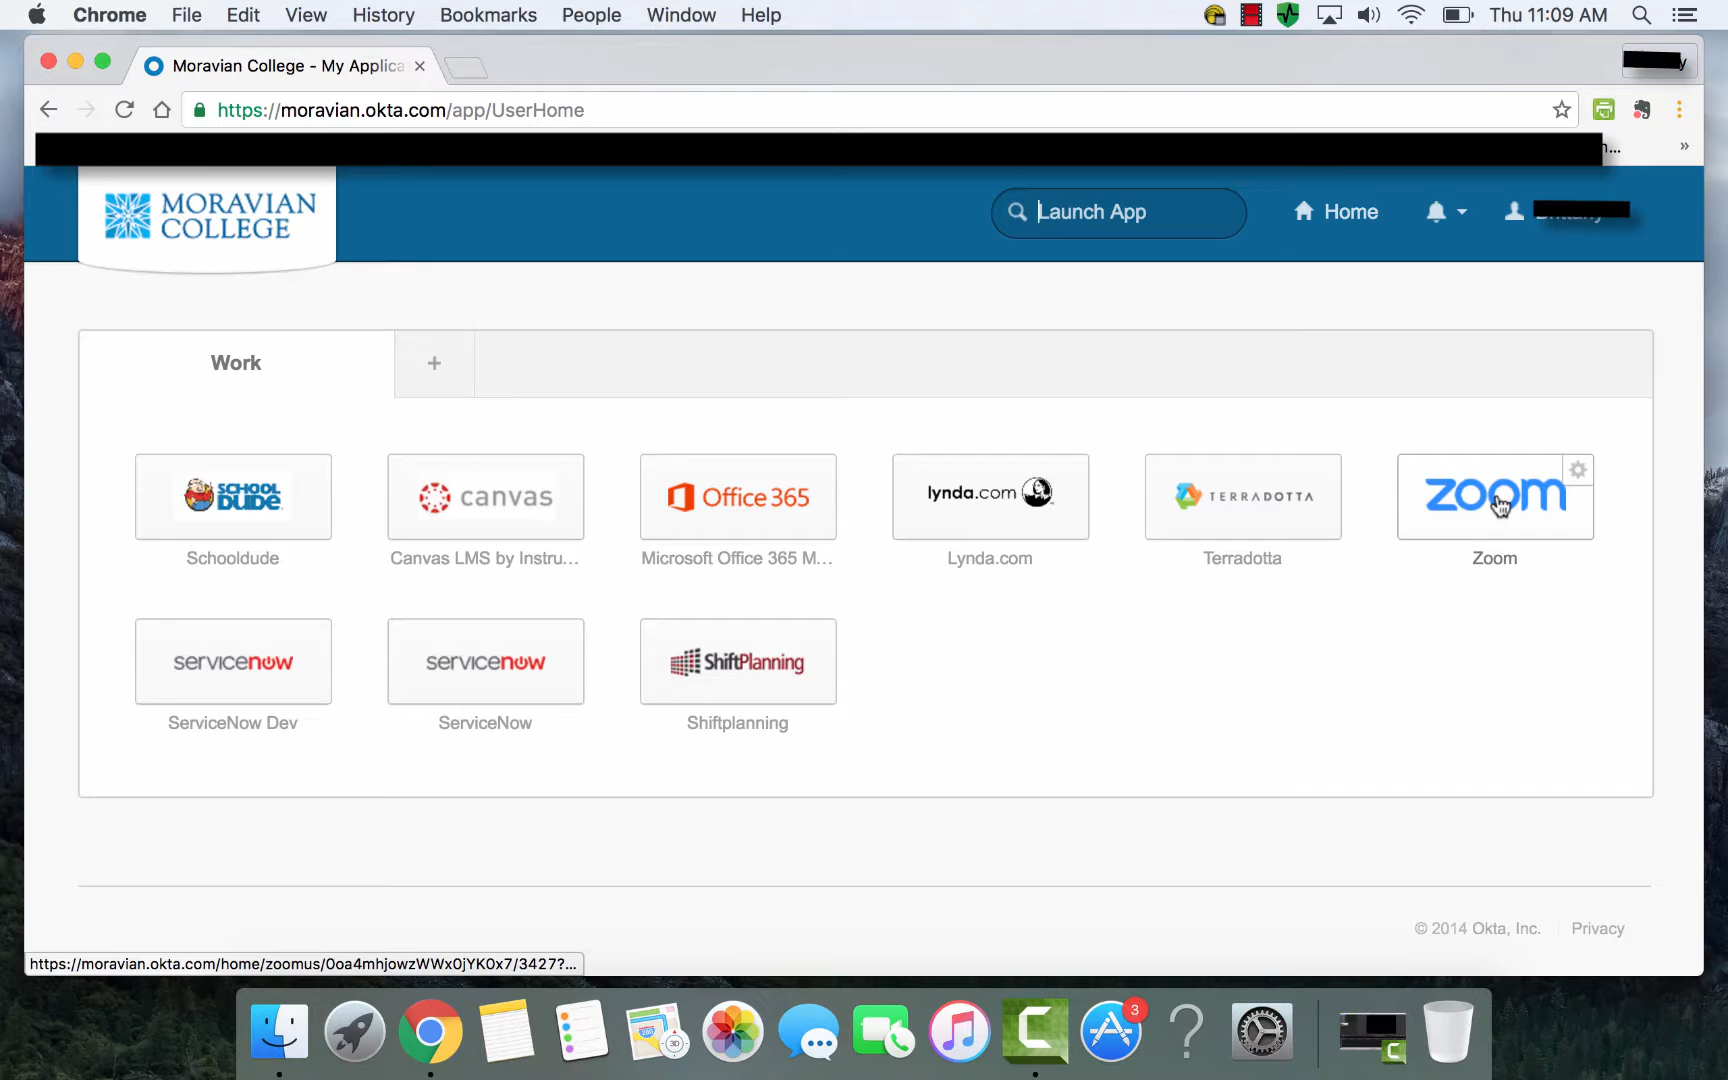 Chrome File Edit View History Bookmarks People Window Help Thu 11:09 AM
Moravian College - My Applica
https://moravian.okta.com/app/UserHome
MORAVIAN COLLEGE
Launch App
Home
Work
+
SCHOOL DUDE
canvas
Office 365
lynda.com
TERRADOTTA
zoom
Schooldude
Canvas LMS by Instru...
Microsoft Office 365 M...
Lynda.com
Terradotta
Zoom
servicenow
servicenow
ShiftPlanning
ServiceNow Dev
ServiceNow
Shiftplanning
© 2014 Okta, Inc.
Privacy
https://moravian.okta.com/home/zoomus/0oa4mhjowzWWx0jYK0x7/3427?...
280
3D
3
?